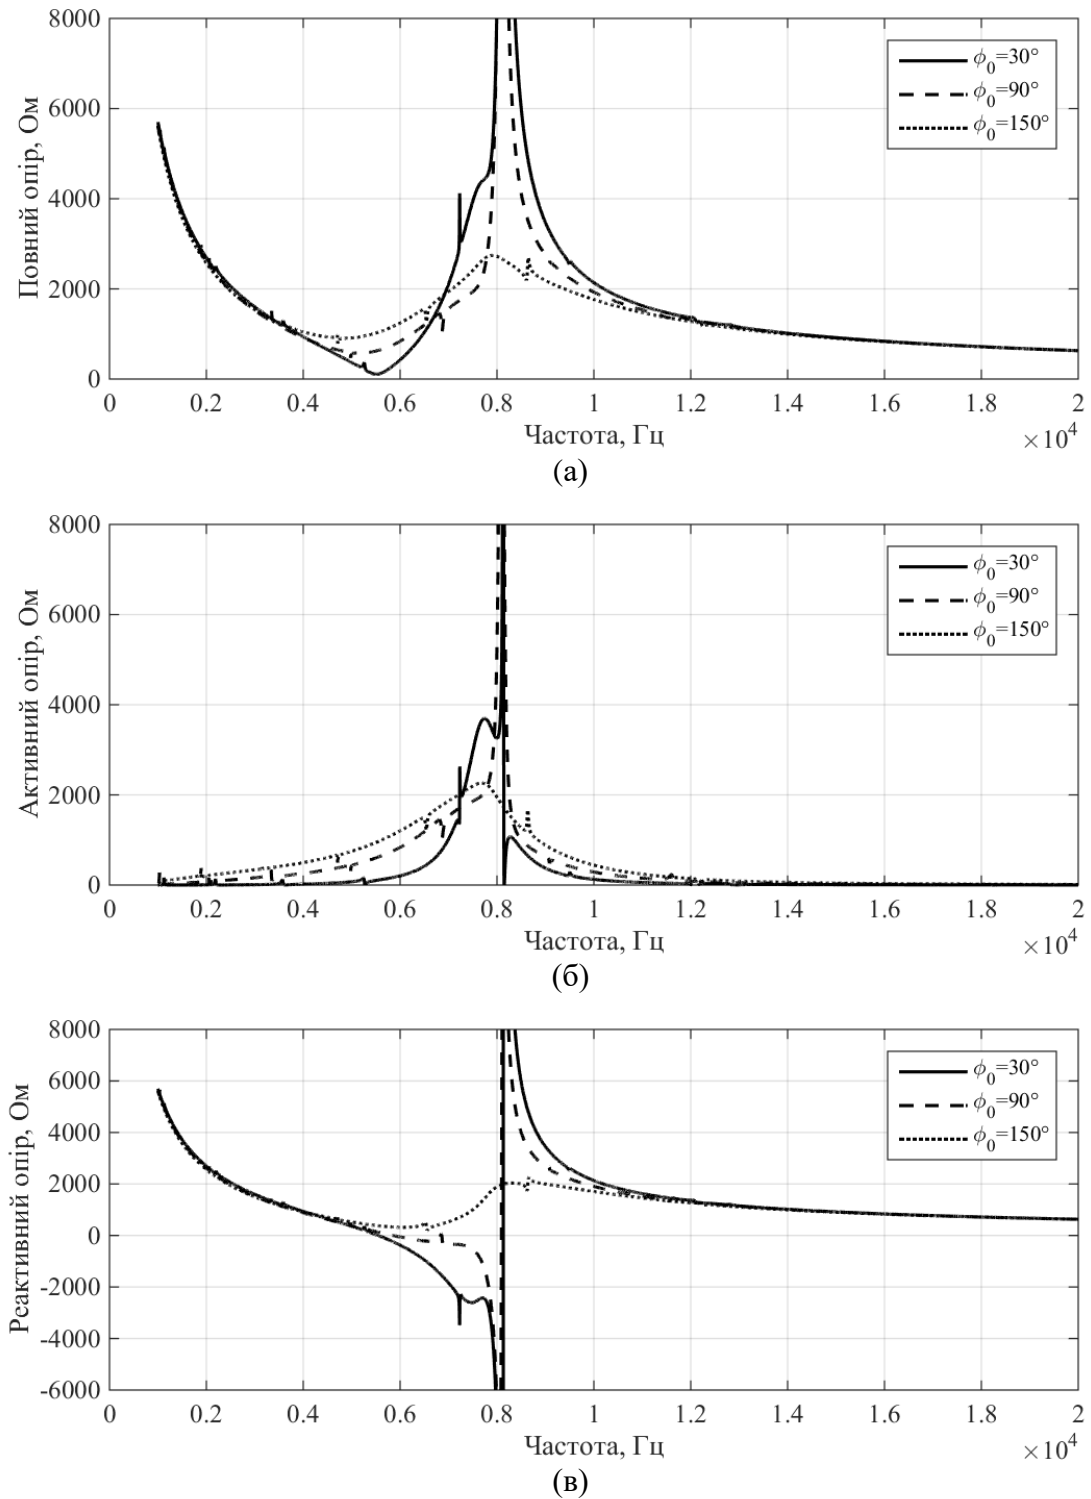 8000
6000
4000
2000
0
Повний опір, Ом
ϕ0=30°
ϕ0=90°
ϕ0=150°
0 0.2 0.4 0.6 0.8 1 1.2 1.4 1.6 1.8 2
Частота, Гц
×10^4
(а)
8000
6000
4000
2000
0
Активний опір, Ом
ϕ0=30°
ϕ0=90°
ϕ0=150°
0 0.2 0.4 0.6 0.8 1 1.2 1.4 1.6 1.8 2
Частота, Гц
×10^4
(б)
8000
6000
4000
2000
0
-2000
-4000
-6000
Реактивний опір, Ом
ϕ0=30°
ϕ0=90°
ϕ0=150°
0 0.2 0.4 0.6 0.8 1 1.2 1.4 1.6 1.8 2
Частота, Гц
×10^4
(в)